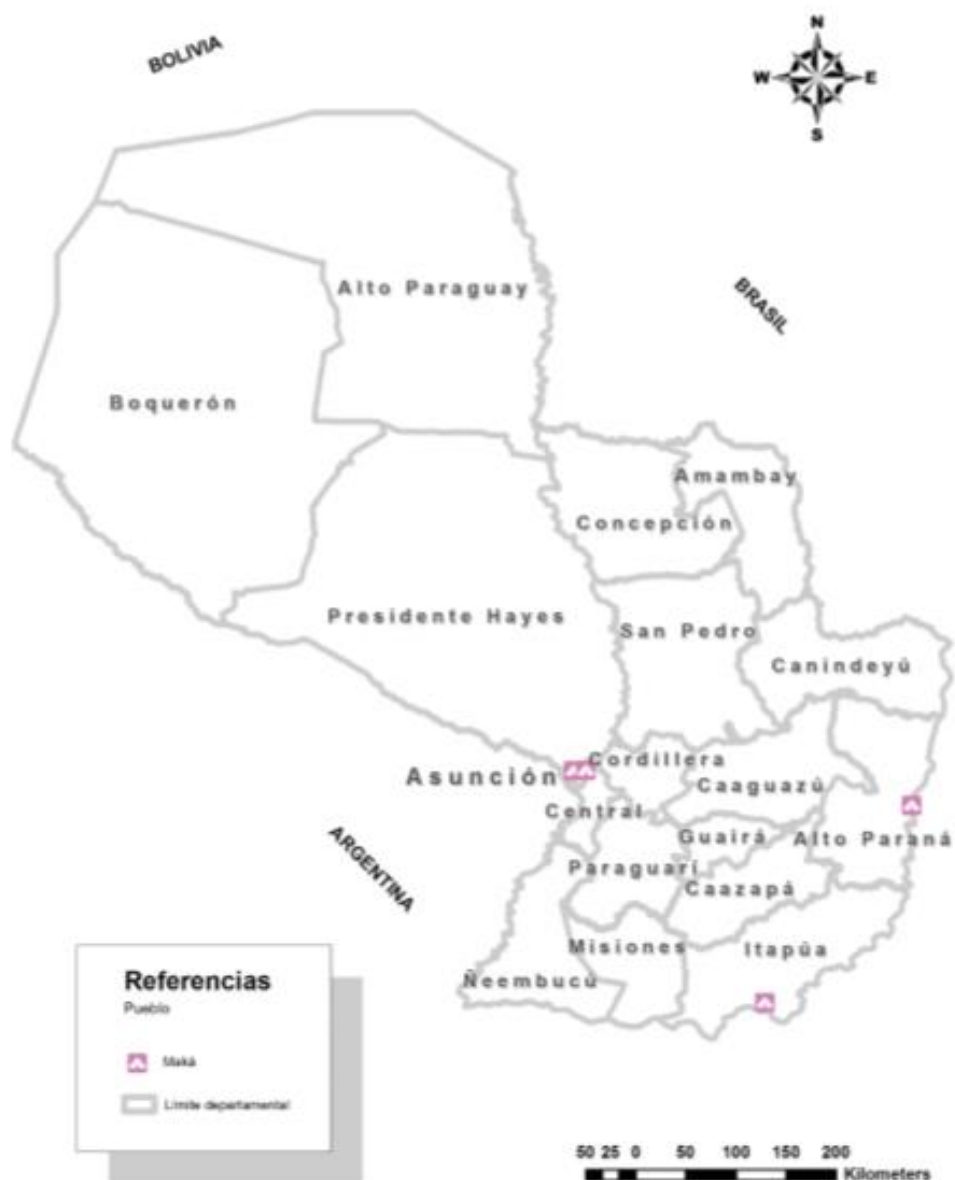 BOLIVIA
N
W E
S
BRASIL
Alto Paraguay
Boquerón
Amambay
Concepción
Presidente Hayes
San Pedro
Canindeyú
Cordillera
Asunción
Caaguazú
Central
Guairá
Alto Paraná
ARGENTINA
Paraguarí
Caazapá
Misiones
Itapúa
Ñeembucú
Referencias
Pueblo
Maká
Límite departamental
50 25 0 50 100 150 200
Kilometers